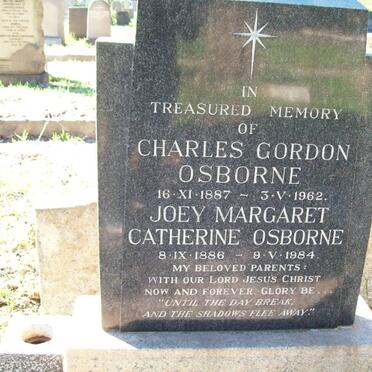 IN
TREASURED MEMORY
OF
CHARLES GORDON
OSBORNE
16·XI·1887 ~ 3·V·1962.
JOEY MARGARET
CATHERINE OSBORNE
8·IX·1886 ~ 9·V·1984.
MY BELOVED PARENTS:
WITH OUR LORD JESUS CHRIST
NOW AND FOREVER, GLORY BE.
"UNTIL THE DAY BREAK,
AND THE SHADOWS FLEE AWAY."